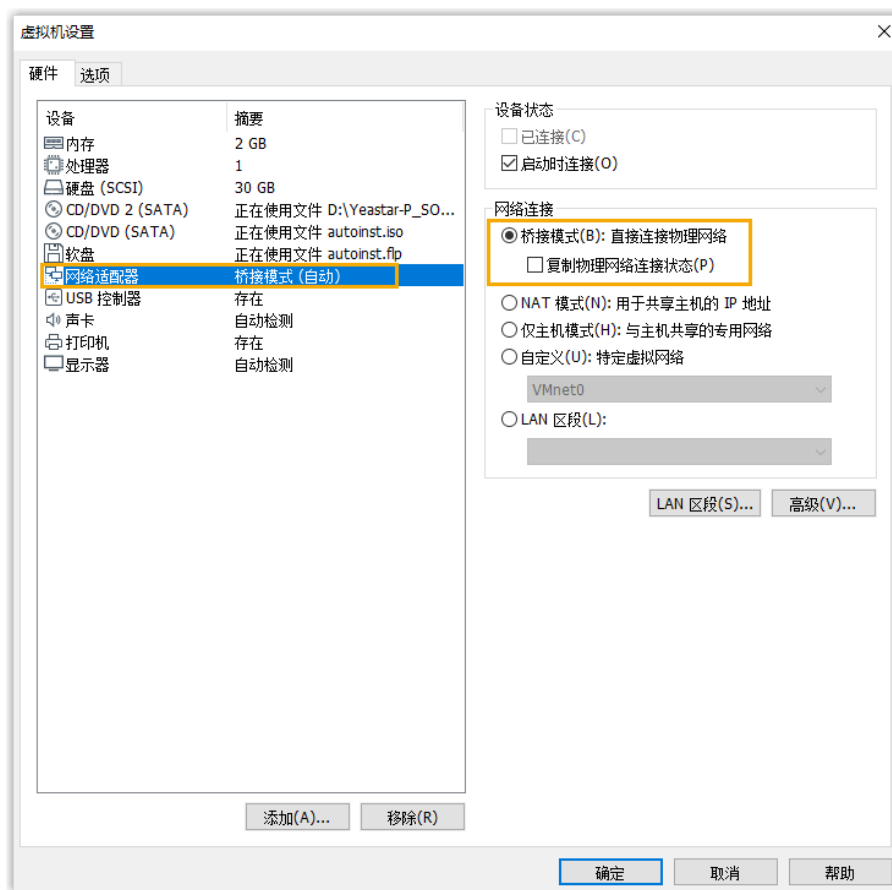 虚拟机设置
硬件 选项
设备 摘要
内存 2 GB
处理器 1
硬盘 (SCSI) 30 GB
CD/DVD 2 (SATA) 正在使用文件 D:\Yeastar-P_SO...
CD/DVD (SATA) 正在使用文件 autoinst.iso
软盘 正在使用文件 autoinst.flp
网络适配器 桥接模式 (自动)
USB 控制器 存在
声卡 自动检测
打印机 存在
显示器 自动检测
添加(A)... 移除(R)
设备状态
已连接(C)
启动时连接(O)
网络连接
桥接模式(B): 直接连接物理网络
复制物理网络连接状态(P)
NAT 模式(N): 用于共享主机的 IP 地址
仅主机模式(H): 与主机共享的专用网络
自定义(U): 特定虚拟网络
VMnet0
LAN 区段(L):
LAN 区段(S)... 高级(V)...
确定 取消 帮助